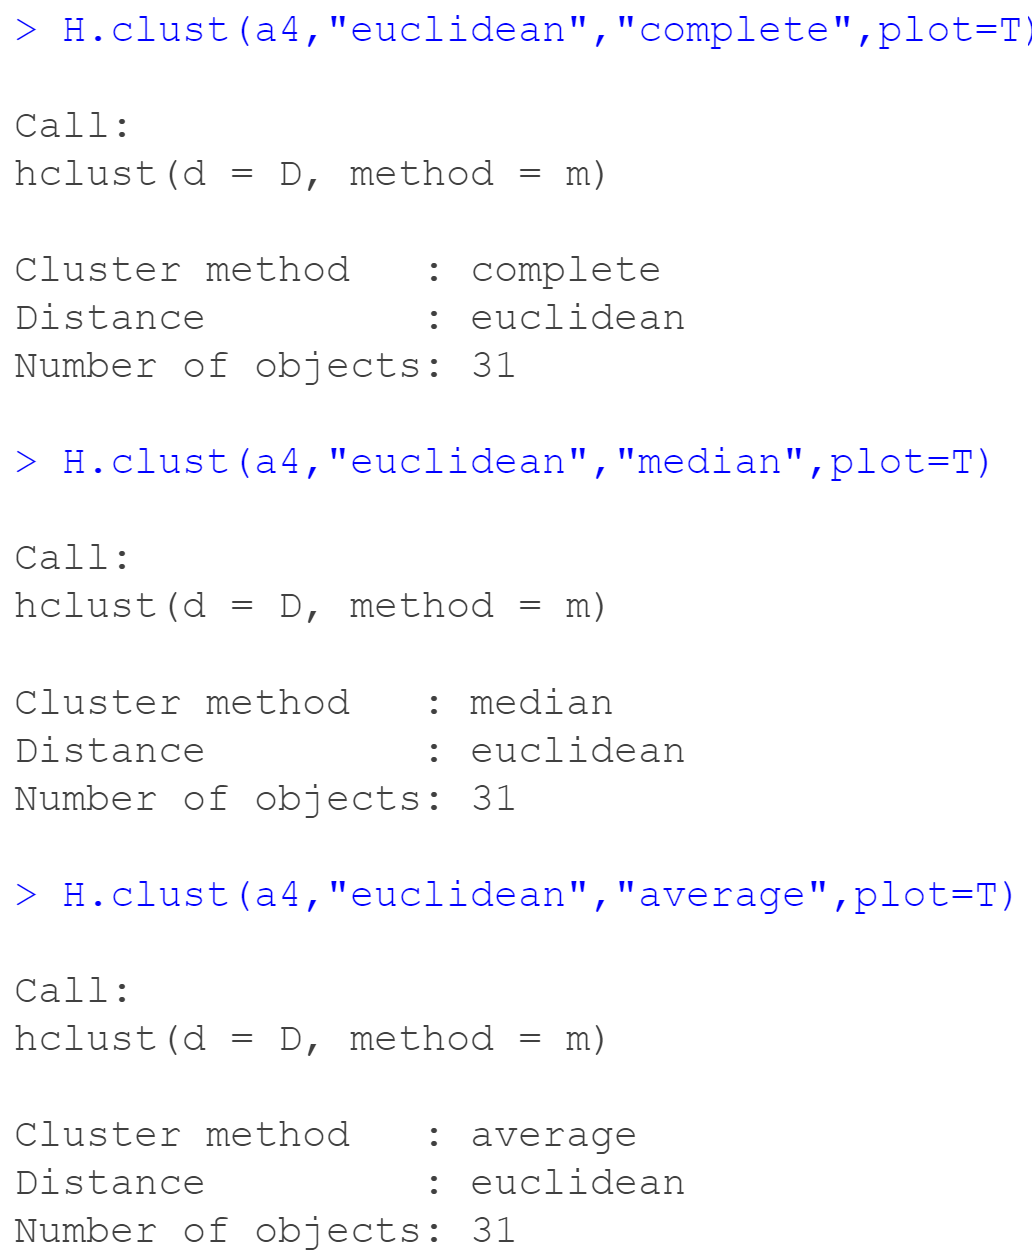 > H.clust(a4,"euclidean","complete",plot=T)
Call:
hclust(d = D, method = m)
Cluster method   : complete
Distance         : euclidean
Number of objects: 31
> H.clust(a4,"euclidean","median",plot=T)
Call:
hclust(d = D, method = m)
Cluster method   : median
Distance         : euclidean
Number of objects: 31
> H.clust(a4,"euclidean","average",plot=T)
Call:
hclust(d = D, method = m)
Cluster method   : average
Distance         : euclidean
Number of objects: 31